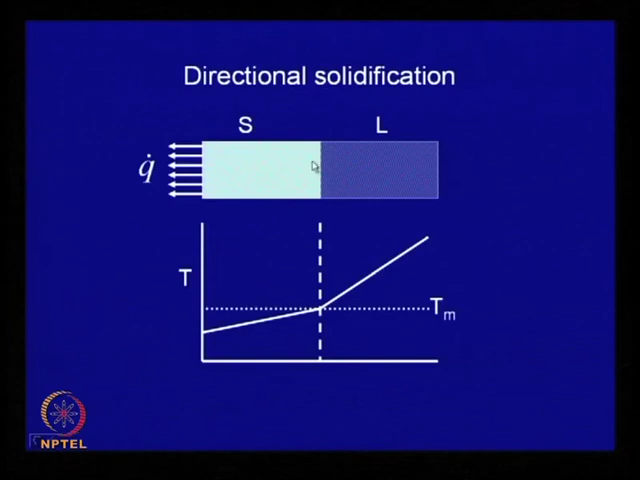 Directional solidification
S L
q̇
T
Tm
NPTEL